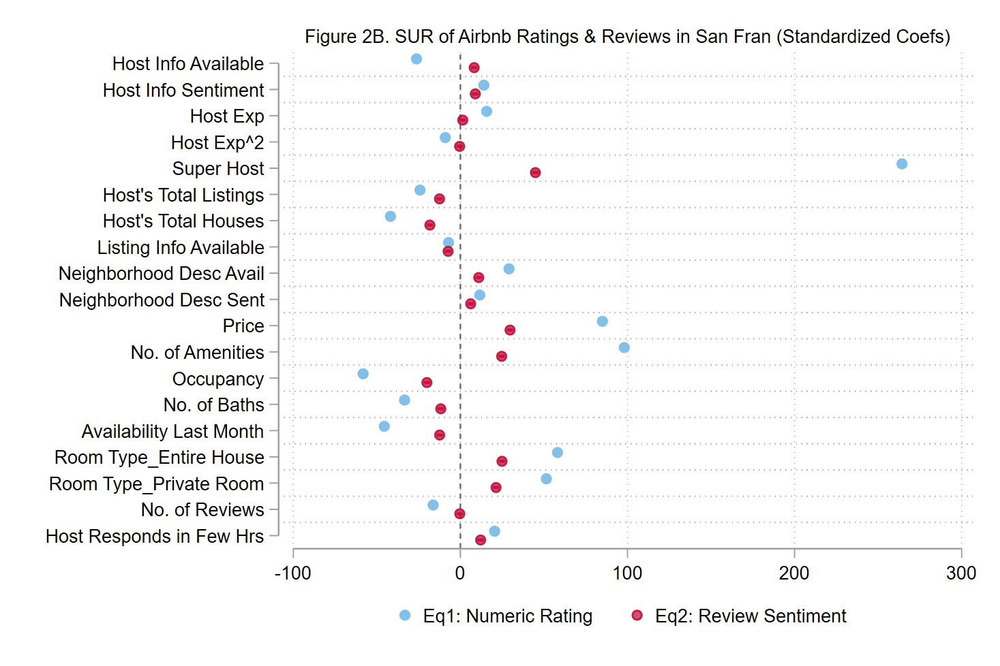 Figure 2B. SUR of Airbnb Ratings & Reviews in San Fran (Standardized Coefs)
Host Info Available
Host Info Sentiment
Host Exp
Host Exp^2
Super Host
Host's Total Listings
Host's Total Houses
Listing Info Available
Neighborhood Desc Avail
Neighborhood Desc Sent
Price
No. of Amenities
Occupancy
No. of Baths
Availability Last Month
Room Type_Entire House
Room Type_Private Room
No. of Reviews
Host Responds in Few Hrs
-100 0 100 200 300
Eq1: Numeric Rating Eq2: Review Sentiment